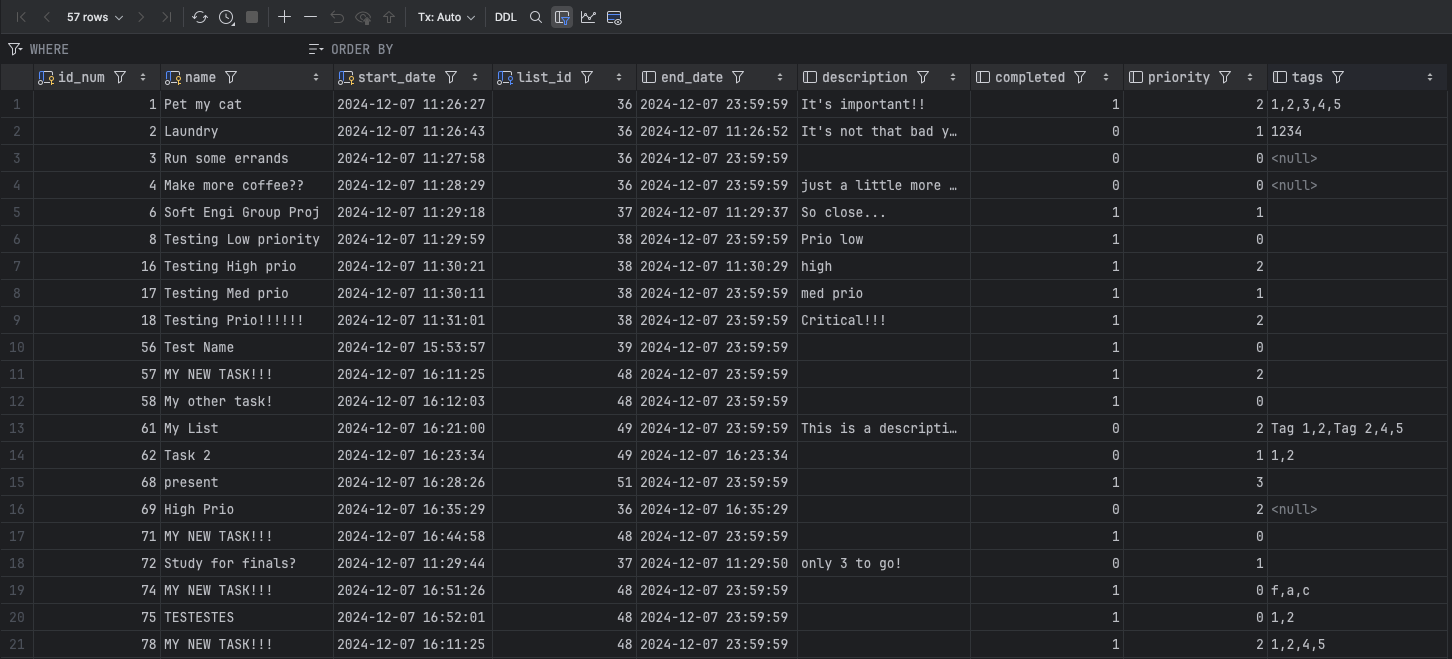 57 rows Tx: Auto DDL
WHERE ORDER BY
id_num name start_date list_id end_date description completed priority tags
1 1 Pet my cat 2024-12-07 11:26:27 36 2024-12-07 23:59:59 It's important!! 1 2 1,2,3,4,5
2 2 Laundry 2024-12-07 11:26:43 36 2024-12-07 11:26:52 It's not that bad y… 0 1 1234
3 3 Run some errands 2024-12-07 11:27:58 36 2024-12-07 23:59:59 0 0 <null>
4 4 Make more coffee?? 2024-12-07 11:28:29 36 2024-12-07 23:59:59 just a little more … 0 0 <null>
5 6 Soft Engi Group Proj 2024-12-07 11:29:18 37 2024-12-07 11:29:37 So close... 1 1
6 8 Testing Low priority 2024-12-07 11:29:59 38 2024-12-07 23:59:59 Prio low 1 0
7 16 Testing High prio 2024-12-07 11:30:21 38 2024-12-07 11:30:29 high 1 2
8 17 Testing Med prio 2024-12-07 11:30:11 38 2024-12-07 23:59:59 med prio 1 1
9 18 Testing Prio!!!!!! 2024-12-07 11:31:01 38 2024-12-07 23:59:59 Critical!!! 1 2
10 56 Test Name 2024-12-07 15:53:57 39 2024-12-07 23:59:59 1 0
11 57 MY NEW TASK!!! 2024-12-07 16:11:25 48 2024-12-07 23:59:59 1 2
12 58 My other task! 2024-12-07 16:12:03 48 2024-12-07 23:59:59 1 0
13 61 My List 2024-12-07 16:21:00 49 2024-12-07 23:59:59 This is a descripti… 0 2 Tag 1,2,Tag 2,4,5
14 62 Task 2 2024-12-07 16:23:34 49 2024-12-07 16:23:34 0 1 1,2
15 68 present 2024-12-07 16:28:26 51 2024-12-07 23:59:59 1 3
16 69 High Prio 2024-12-07 16:35:29 36 2024-12-07 16:35:29 0 2 <null>
17 71 MY NEW TASK!!! 2024-12-07 16:44:58 48 2024-12-07 23:59:59 1 0
18 72 Study for finals? 2024-12-07 11:29:44 37 2024-12-07 11:29:50 only 3 to go! 0 1
19 74 MY NEW TASK!!! 2024-12-07 16:51:26 48 2024-12-07 23:59:59 1 0 f,a,c
20 75 TESTESTES 2024-12-07 16:52:01 48 2024-12-07 23:59:59 1 0 1,2
21 78 MY NEW TASK!!! 2024-12-07 16:11:25 48 2024-12-07 23:59:59 1 2 1,2,4,5